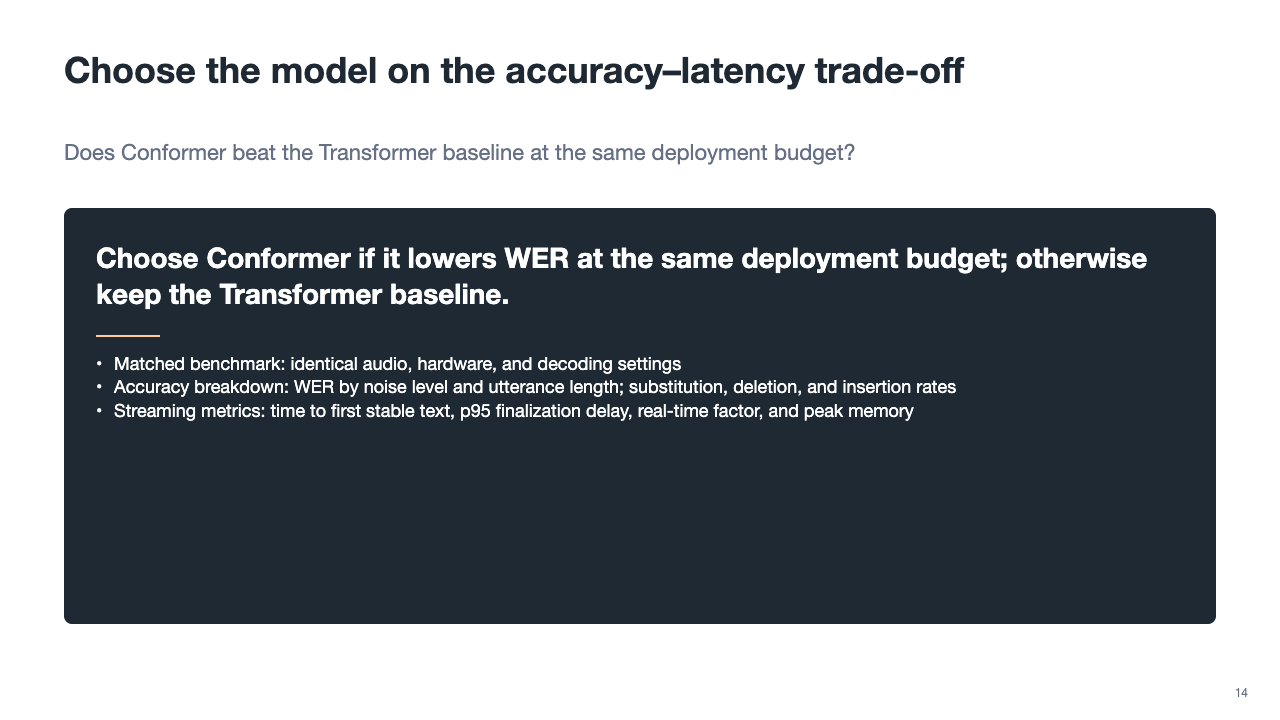 Choose the model on the accuracy–latency trade-off
Does Conformer beat the Transformer baseline at the same deployment budget?
Choose Conformer if it lowers WER at the same deployment budget; otherwise
keep the Transformer baseline.
• Matched benchmark: identical audio, hardware, and decoding settings
• Accuracy breakdown: WER by noise level and utterance length; substitution, deletion, and insertion rates
• Streaming metrics: time to first stable text, p95 finalization delay, real-time factor, and peak memory
14